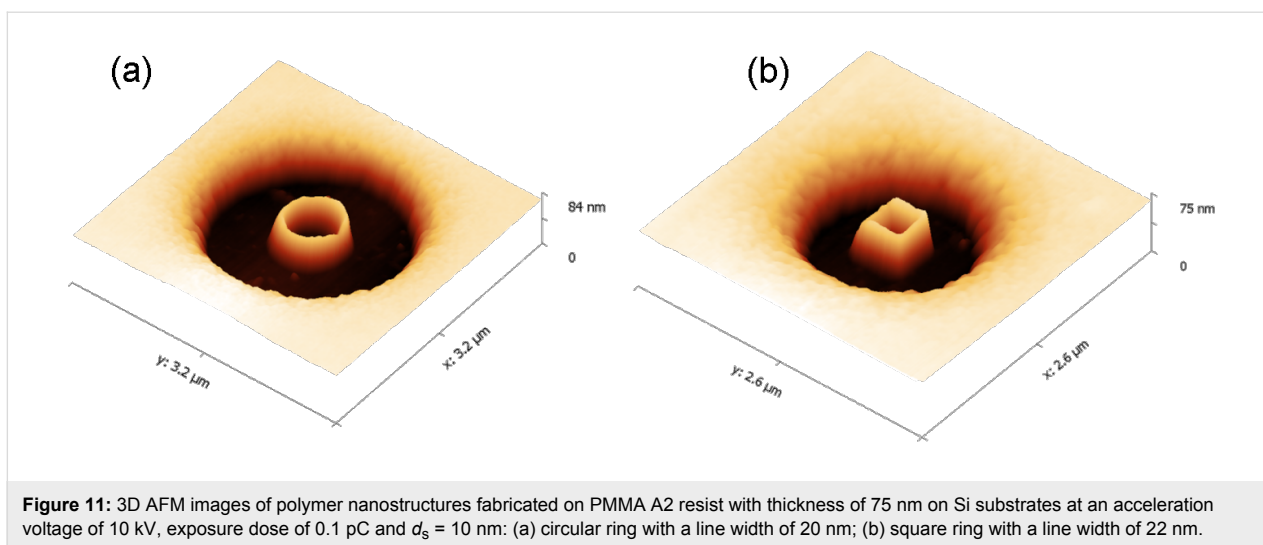 (a)
84 nm
0
y: 3.2 µm
x: 3.2 µm
(b)
75 nm
0
y: 2.6 µm
x: 2.6 µm
Figure 11: 3D AFM images of polymer nanostructures fabricated on PMMA A2 resist with thickness of 75 nm on Si substrates at an acceleration
voltage of 10 kV, exposure dose of 0.1 pC and ds = 10 nm: (a) circular ring with a line width of 20 nm; (b) square ring with a line width of 22 nm.